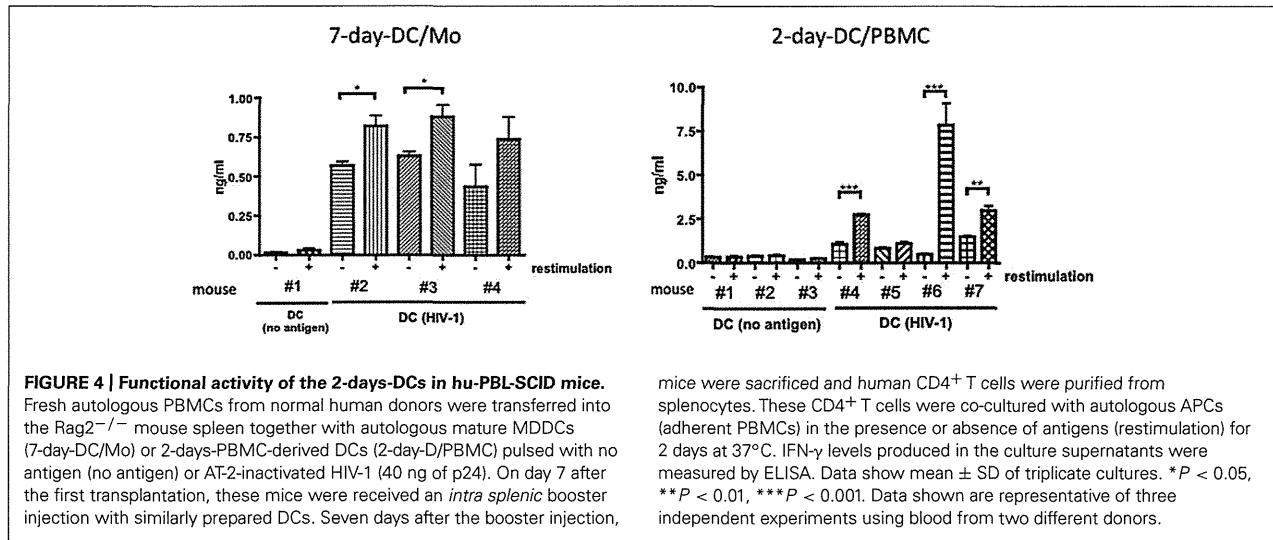 7-day-DC/Mo
*
*
1.00
0.75
0.50
0.25
0.00
ng/ml
- + - + - + - +
restimulation
mouse #1 #2 #3 #4
DC (no antigen)
DC (HIV-1)
2-day-DC/PBMC
***
***
**
10.0
7.5
5.0
2.5
0.0
ng/ml
- + - + - + - + - + - + - +
restimulation
mouse #1 #2 #3 #4 #5 #6 #7
DC (no antigen) DC (HIV-1)
FIGURE 4 | Functional activity of the 2-days-DCs in hu-PBL-SCID mice.
Fresh autologous PBMCs from normal human donors were transferred into
the Rag2−/− mouse spleen together with autologous mature MDDCs
(7-day-DC/Mo) or 2-days-PBMC-derived DCs (2-day-D/PBMC) pulsed with no
antigen (no antigen) or AT-2-inactivated HIV-1 (40 ng of p24). On day 7 after
the first transplantation, these mice were received an intra splenic booster
injection with similarly prepared DCs. Seven days after the booster injection,
mice were sacrificed and human CD4+ T cells were purified from
splenocytes. These CD4+ T cells were co-cultured with autologous APCs
(adherent PBMCs) in the presence or absence of antigens (restimulation) for
2 days at 37°C. IFN-γ levels produced in the culture supernatants were
measured by ELISA. Data show mean ± SD of triplicate cultures. *P < 0.05,
**P < 0.01, ***P < 0.001. Data shown are representative of three
independent experiments using blood from two different donors.